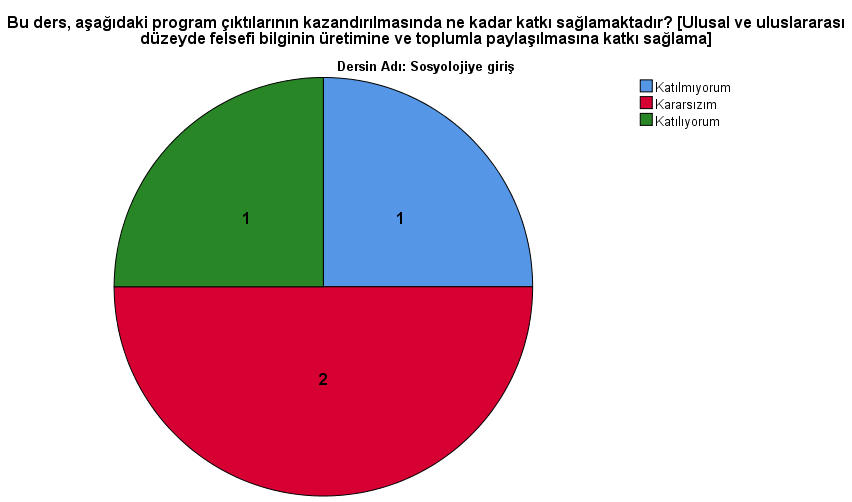 Bu ders, aşağıdaki program çıktılarının kazandırılmasında ne kadar katkı sağlamaktadır? [Ulusal ve uluslararası
düzeyde felsefi bilginin üretimine ve toplumla paylaşılmasına katkı sağlama]
Dersin Adı: Sosyolojiye giriş
Katılmıyorum
Kararsızım
Katılıyorum
1
1
2